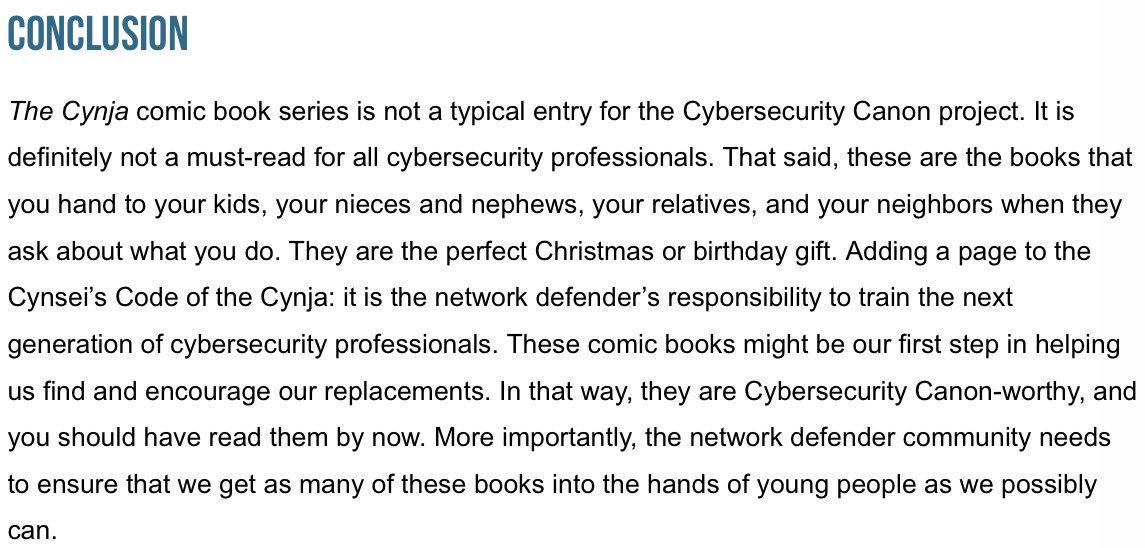 CONCLUSION
The Cynja comic book series is not a typical entry for the Cybersecurity Canon project. It is
definitely not a must-read for all cybersecurity professionals. That said, these are the books that
you hand to your kids, your nieces and nephews, your relatives, and your neighbors when they
ask about what you do. They are the perfect Christmas or birthday gift. Adding a page to the
Cynsei’s Code of the Cynja: it is the network defender’s responsibility to train the next
generation of cybersecurity professionals. These comic books might be our first step in helping
us find and encourage our replacements. In that way, they are Cybersecurity Canon-worthy, and
you should have read them by now. More importantly, the network defender community needs
to ensure that we get as many of these books into the hands of young people as we possibly
can.